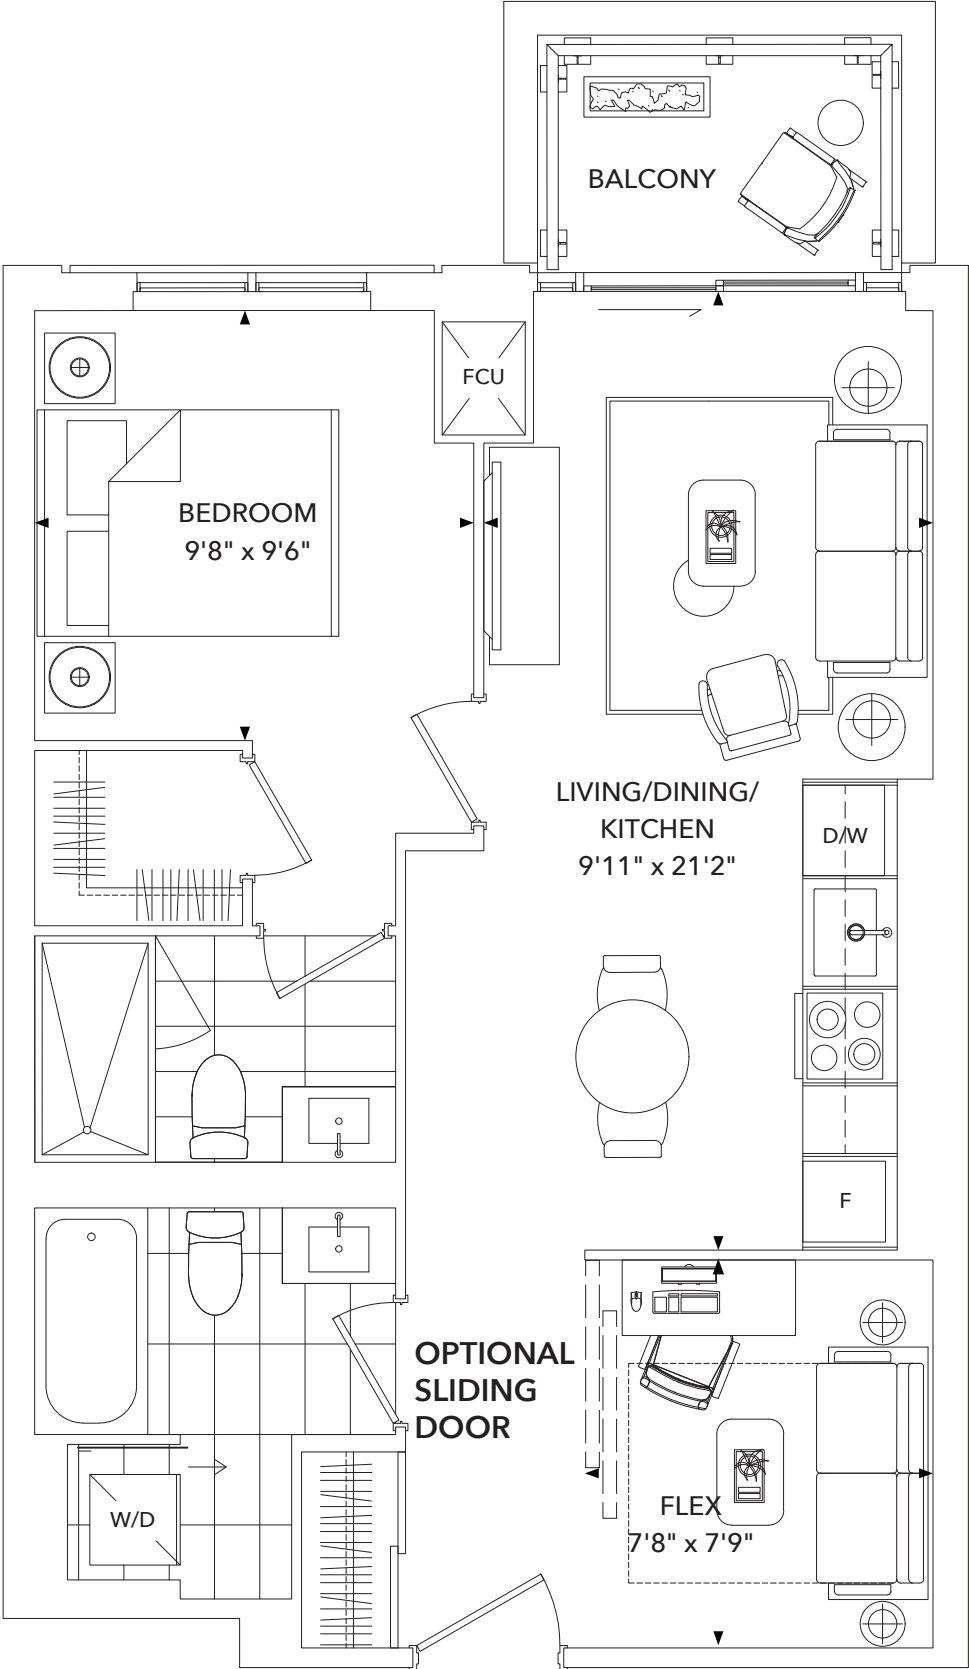 BALCONY
FCU
BEDROOM
9'8" x 9'6"
LIVING/DINING/
KITCHEN
9'11" x 21'2"
D/W
F
OPTIONAL
SLIDING
DOOR
W/D
FLEX
7'8" x 7'9"